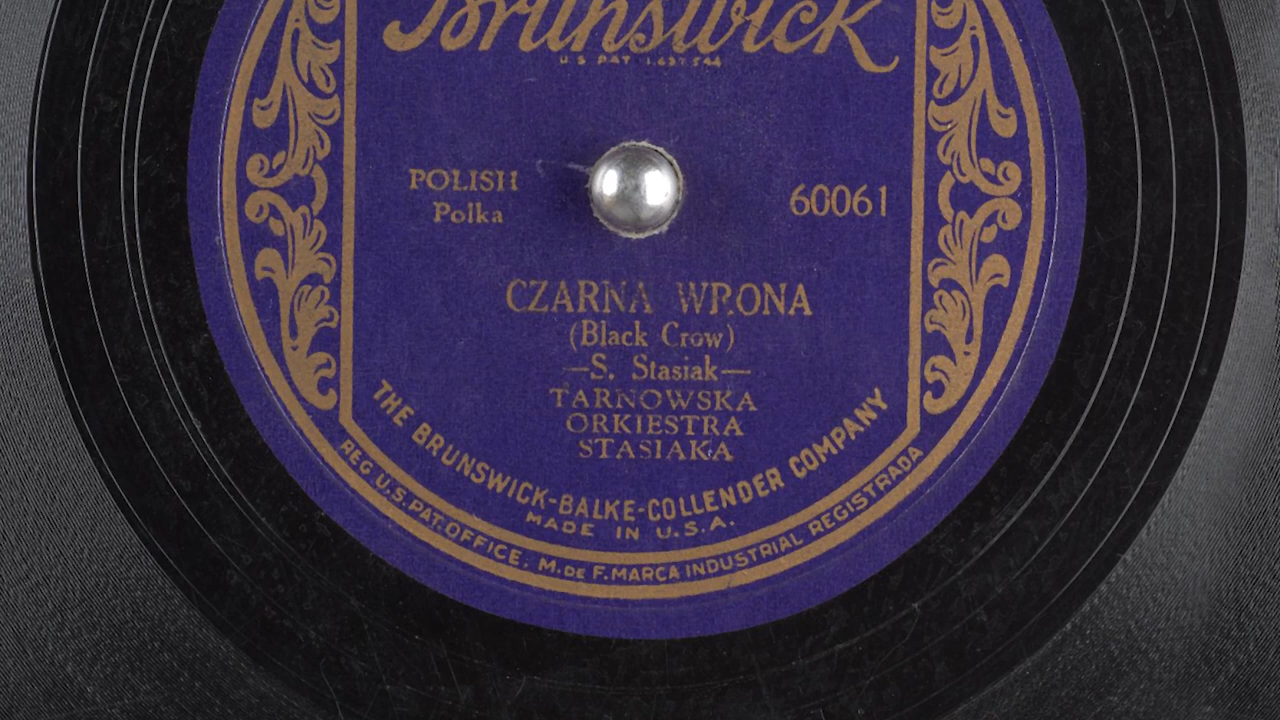 Brunswick
U S PAT 1,637,544
POLISH
Polka
60061
CZARNA WRONA
(Black Crow)
—S. Stasiak—
TARNOWSKA
ORKIESTRA
STASIAKA
THE BRUNSWICK-BALKE-COLLENDER COMPANY
MADE IN U.S.A.
REG U.S.PAT.OFFICE. M.DE F.MARCA INDUSTRIAL REGISTRADA